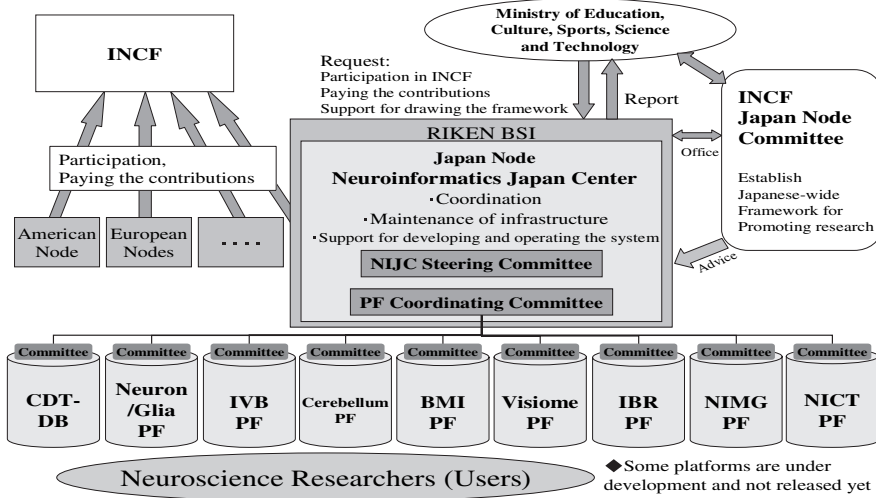 INCF
Ministry of Education,
Culture, Sports, Science
and Technology
Request:
Participation in INCF
Paying the contributions
Support for drawing the framework
Report
INCF
Japan Node
Committee
Establish
Japanese-wide
Framework for
Promoting research
Office
Advice
Participation,
Paying the contributions
American
Node
European
Nodes
・・・・
RIKEN BSI
Japan Node
Neuroinformatics Japan Center
・Coordination
・Maintenance of infrastructure
・Support for developing and operating the system
NIJC Steering Committee
PF Coordinating Committee
Committee
CDT-
DB
Committee
Neuron
/Glia
PF
Committee
IVB
PF
Committee
Cerebellum
PF
Committee
BMI
PF
Committee
Visiome
PF
Committee
IBR
PF
Committee
NIMG
PF
Committee
NICT
PF
Neuroscience Researchers (Users)
◆Some platforms are under
development and not released yet